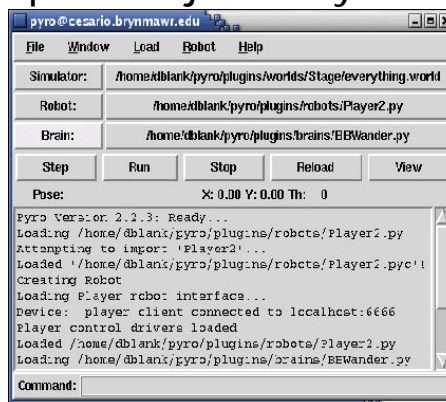 pyro@cesario.brynmawr.edu
File Window Load Robot Help
Simulator: /home/dblank/pyro/plugins/worlds/Stage/everything.world
Robot: /home/dblank/pyro/plugins/robots/Player2.py
Brain: /home/dblank/pyro/plugins/brains/BBWander.py
Step Run Stop Reload View
Pose: X: 0.00 Y: 0.00 Th: 0
Pyro Version 2.2.3: Ready...
Loading /home/dblank/pyro/plugins/robots/Player2.py
Attempting to import 'Player2'...
Loaded '/home/dblank/pyro/plugins/robots/Player2.pyc'!
Creating Robot
Loading Player robot interface...
Device: player client connected to localhost:6666
Player control drivers loaded
Loaded /home/dblank/pyro/plugins/robots/Player2.py
Loading /home/dblank/pyro/plugins/brains/BBWander.py
Command: